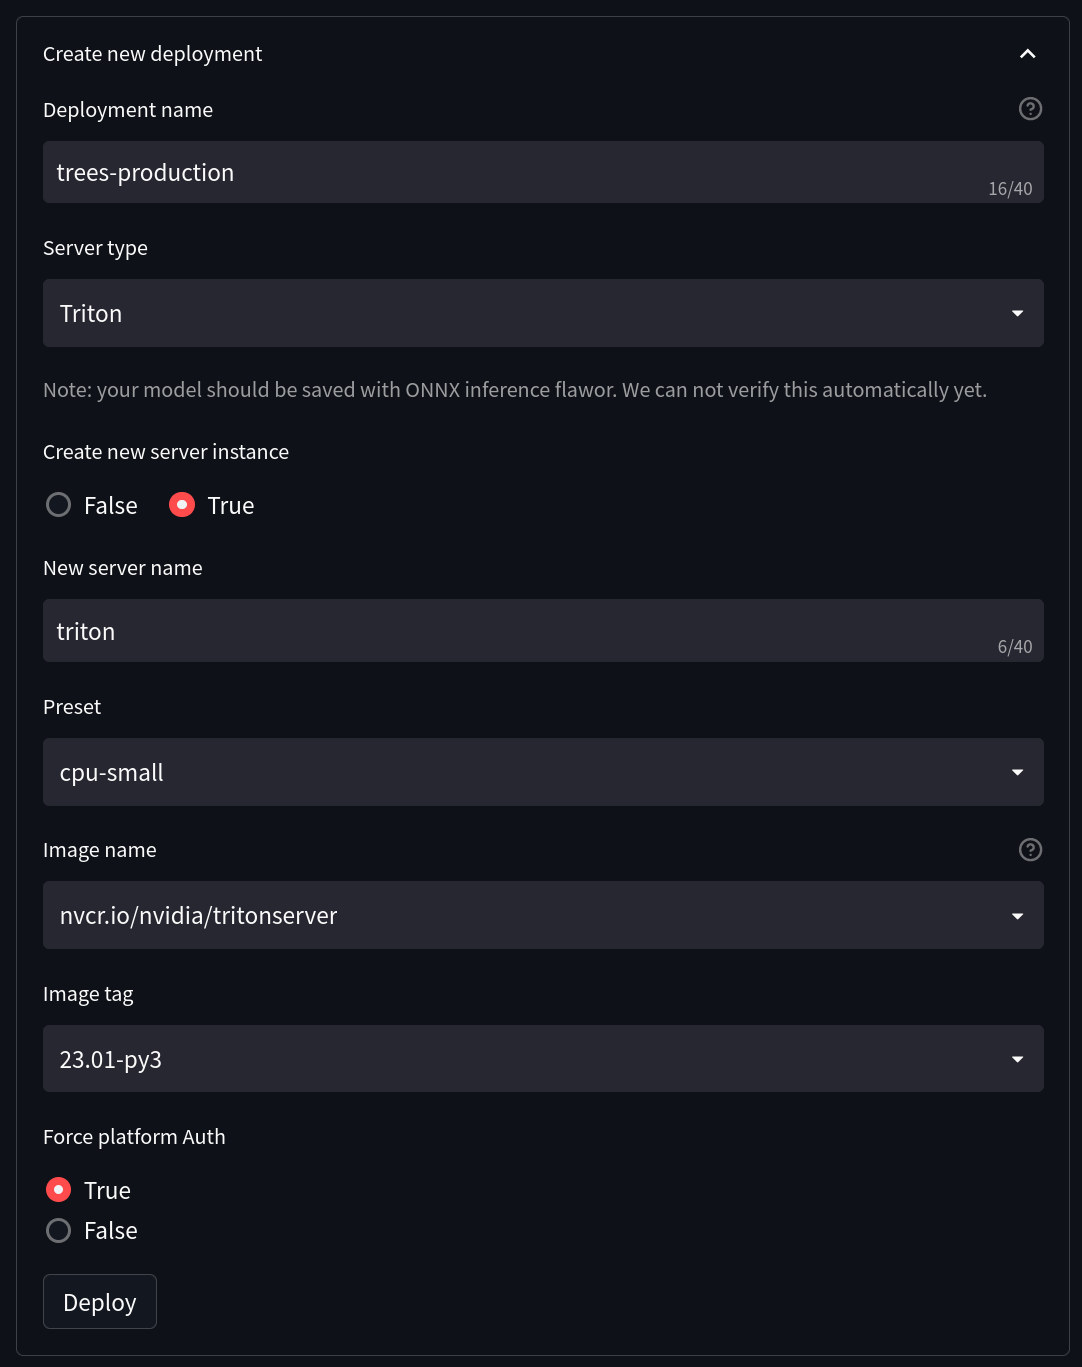 Create new deployment
Deployment name
trees-production
16/40
Server type
Triton
Note: your model should be saved with ONNX inference flawor. We can not verify this automatically yet.
Create new server instance
False True
New server name
triton
6/40
Preset
cpu-small
Image name
nvcr.io/nvidia/tritonserver
Image tag
23.01-py3
Force platform Auth
True
False
Deploy